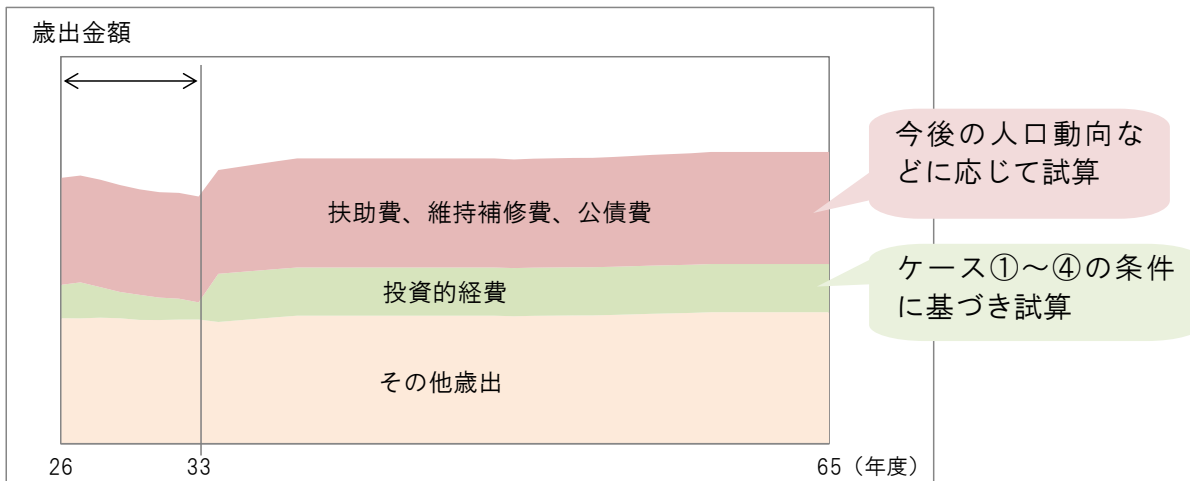 歳出金額
今後の人口動向な
どに応じて試算
扶助費、維持補修費、公債費
ケース①～④の条件
に基づき試算
投資的経費
その他歳出
26
33
65（年度）